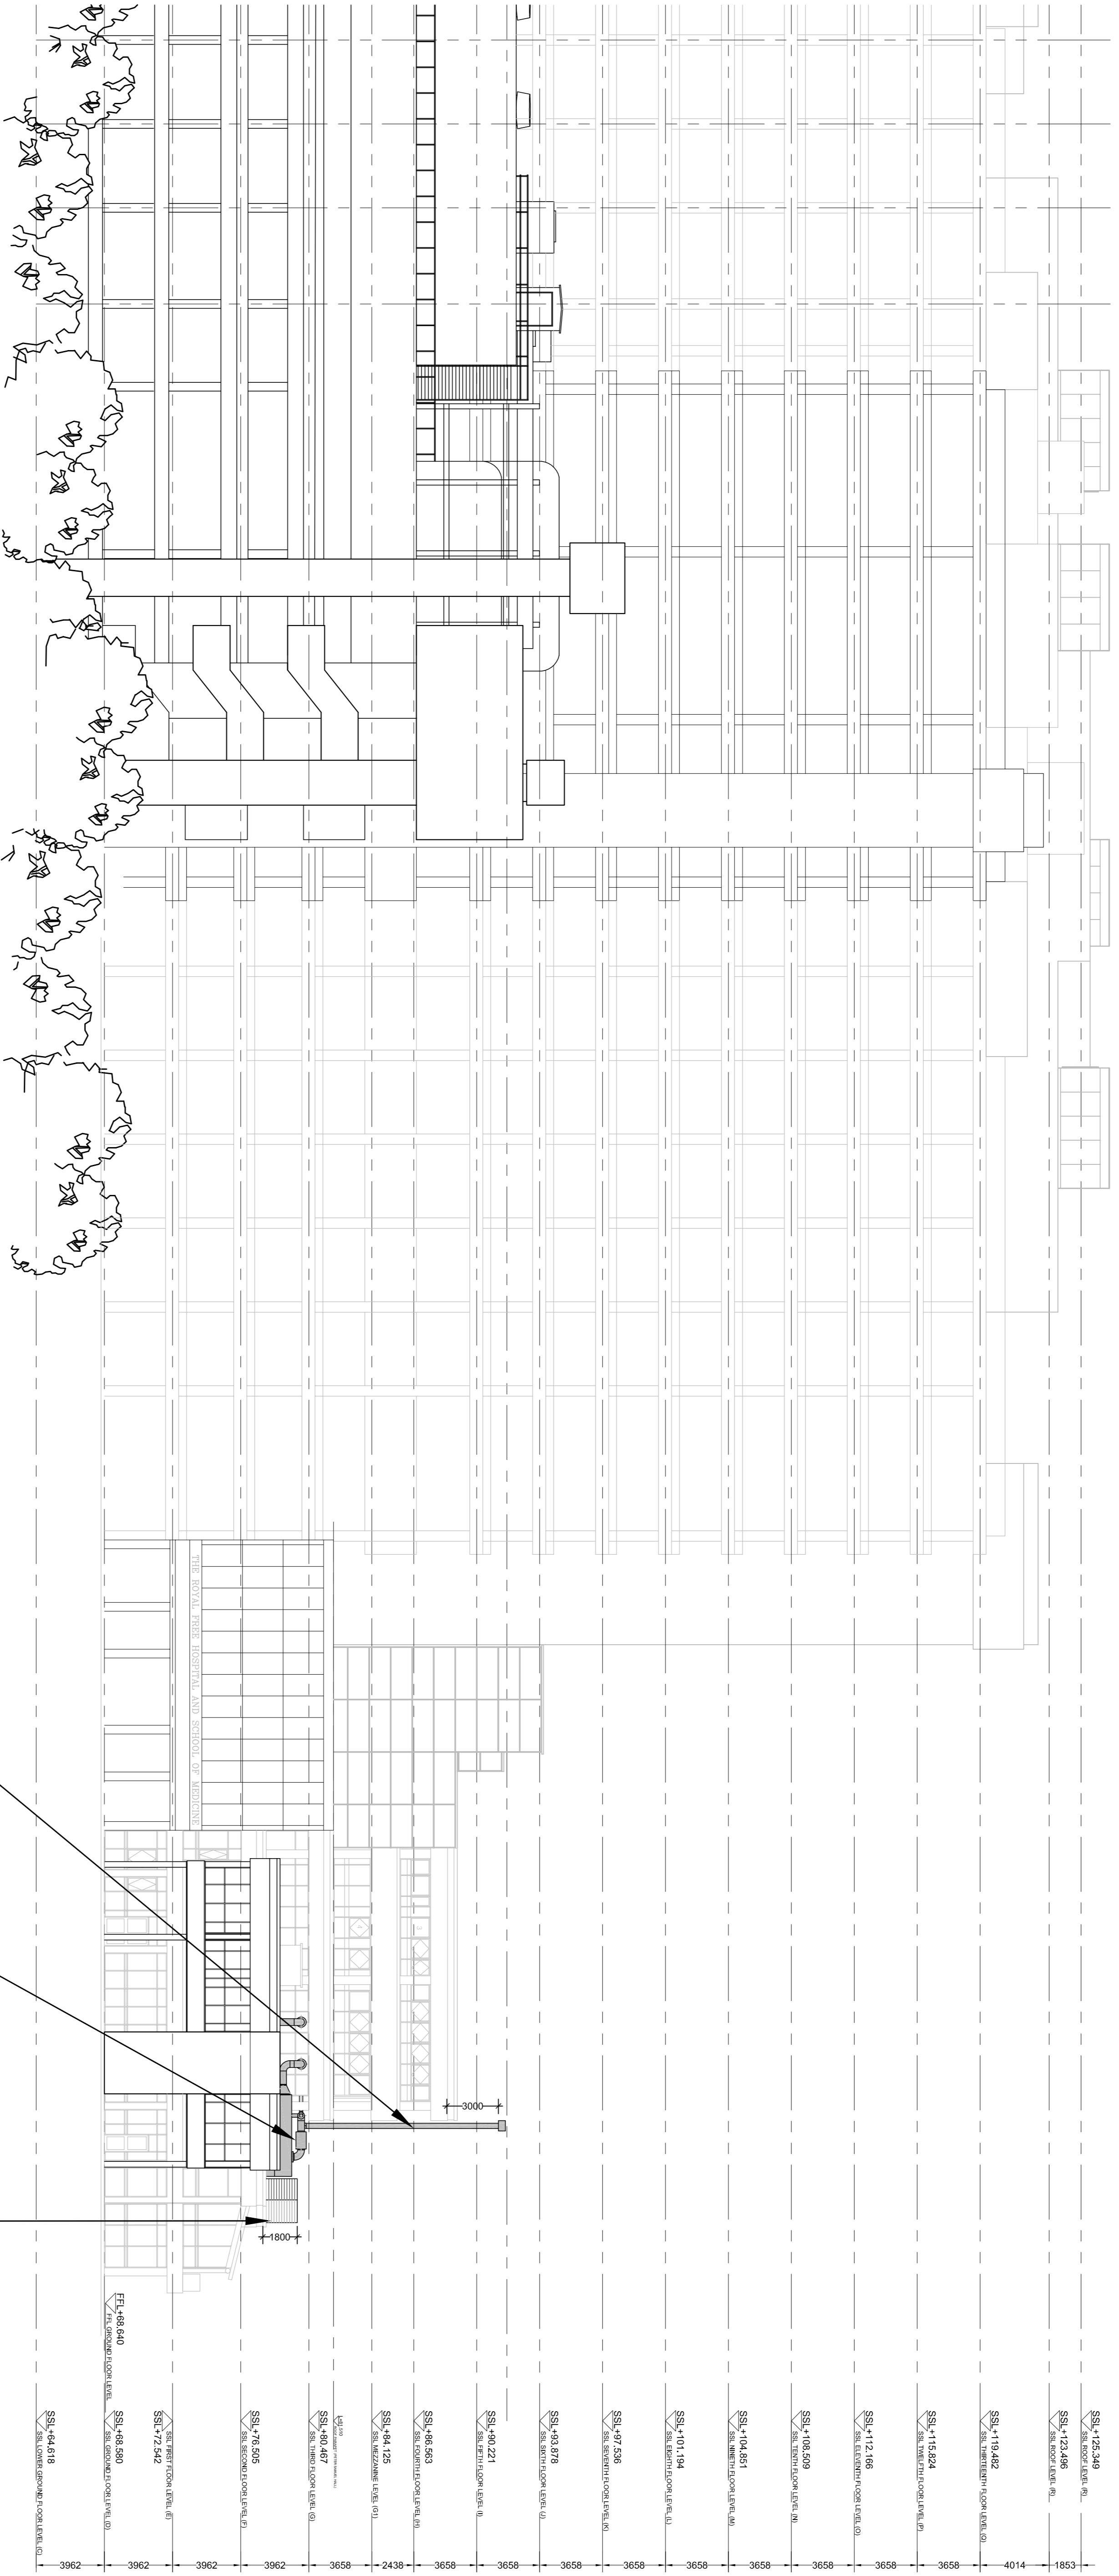 SSL+125.349
SSL ROOF LEVEL (R)
SSL+123.496
SSL ROOF LEVEL (R)
SSL+119.482
SSL THIRTEENTH FLOOR LEVEL (Q)
SSL+115.824
SSL TWELFTH FLOOR LEVEL (P)
SSL+112.166
SSL ELEVENTH FLOOR LEVEL (O)
SSL+108.509
SSL TENTH FLOOR LEVEL (N)
SSL+104.851
SSL NINETH FLOOR LEVEL (M)
SSL+101.194
SSL EIGHTH FLOOR LEVEL (L)
SSL+97.536
SSL SEVENTH FLOOR LEVEL (K)
SSL+93.878
SSL SIXTH FLOOR LEVEL (J)
SSL+90.221
SSL FIFTH FLOOR LEVEL (I)
SSL+86.563
SSL FOURTH FLOOR LEVEL (H)
SSL+84.125
SSL MEZZANINE LEVEL (G1)
SSL+80.467
SSL THIRD FLOOR LEVEL (G)
SSL+76.505
SSL SECOND FLOOR LEVEL (F)
SSL+72.542
SSL FIRST FLOOR LEVEL (E)
SSL+68.580
SSL GROUND FLOOR LEVEL (D)
SSL+64.618
SSL LOWER GROUND FLOOR LEVEL (C)
FFL+68.640
FFL GROUND FLOOR LEVEL
1853
4014
3658
3658
3658
3658
3658
3658
3658
3658
3658
2438
3658
3962
3962
3962
3962
THE ROYAL FREE HOSPITAL AND SCHOOL OF MEDICINE
3000
1800